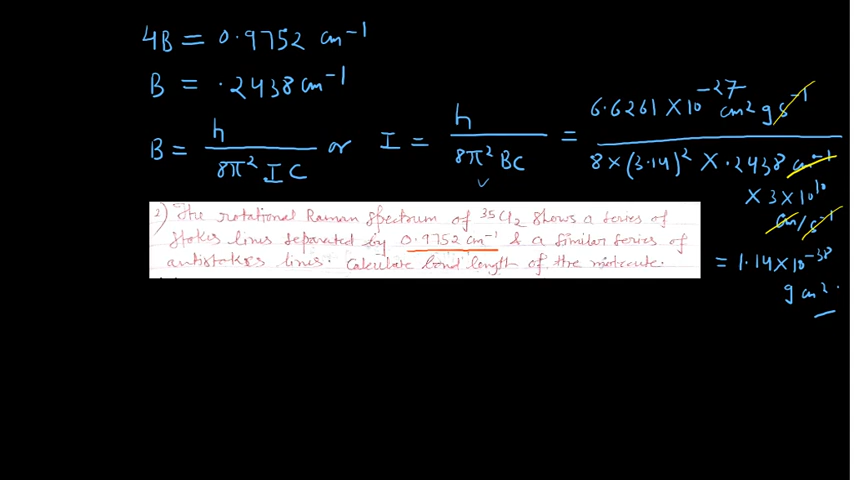 4B = 0.9752 cm⁻¹
B = .2438 cm⁻¹
B = h / 8π² I C or I = h / 8π² BC = 6.6261 × 10⁻²⁷ cm² g s⁻¹ / 8 × (3.14)² × .2438 cm⁻¹
× 3 × 10¹⁰
cm/s⁻¹
2) The rotational Raman spectrum of ³⁵Cl₂ shows a series of
stokes lines separated by 0.9752 cm⁻¹ & a similar series of
antistokes lines. Calculate bond length of the molecule.
= 1.14 × 10⁻³⁸
g cm².